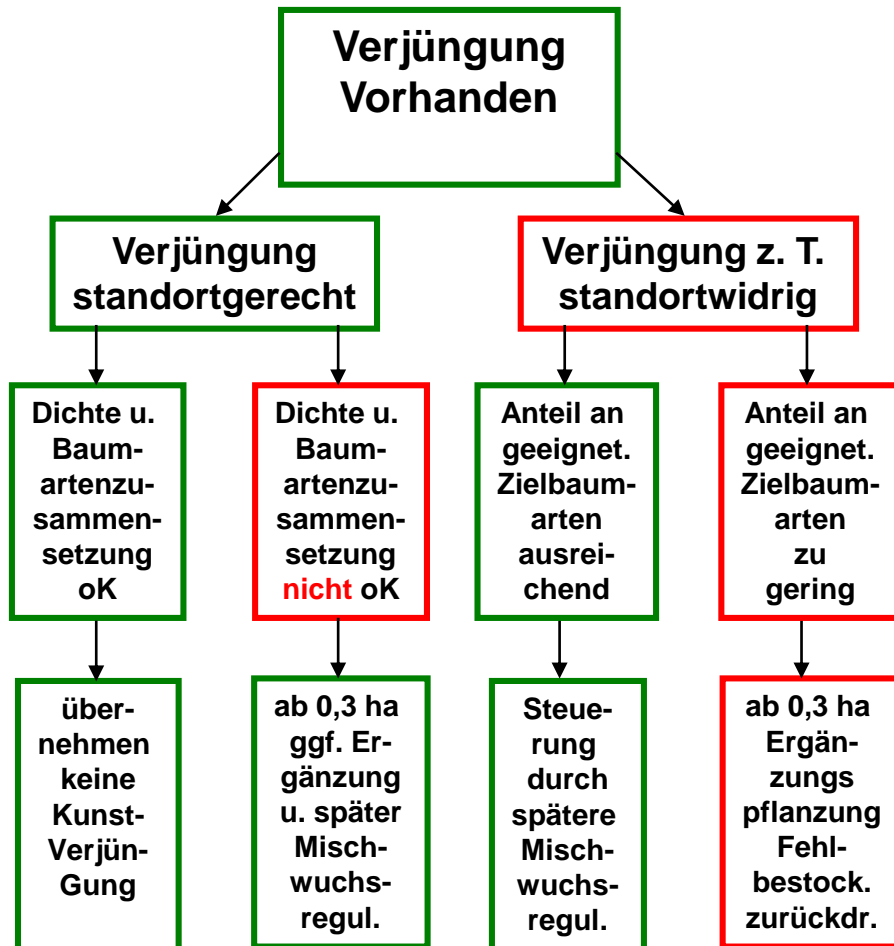 Verjüngung
Vorhanden
Verjüngung
standortgerecht
Verjüngung z. T.
standortwidrig
Dichte u.
Baum-
artenzu-
sammen-
setzung
oK
Dichte u.
Baum-
artenzu-
sammen-
setzung
nicht oK
Anteil an
geeignet.
Zielbaum-
arten
ausrei-
chend
Anteil an
geeignet.
Zielbaum-
arten
zu
gering
über-
nehmen
keine
Kunst-
Verjün-
Gung
ab 0,3 ha
ggf. Er-
gänzung
u. später
Misch-
wuchs-
regul.
Steue-
rung
durch
spätere
Misch-
wuchs-
regul.
ab 0,3 ha
Ergän-
zungs
pflanzung
Fehl-
bestock.
zurückdr.